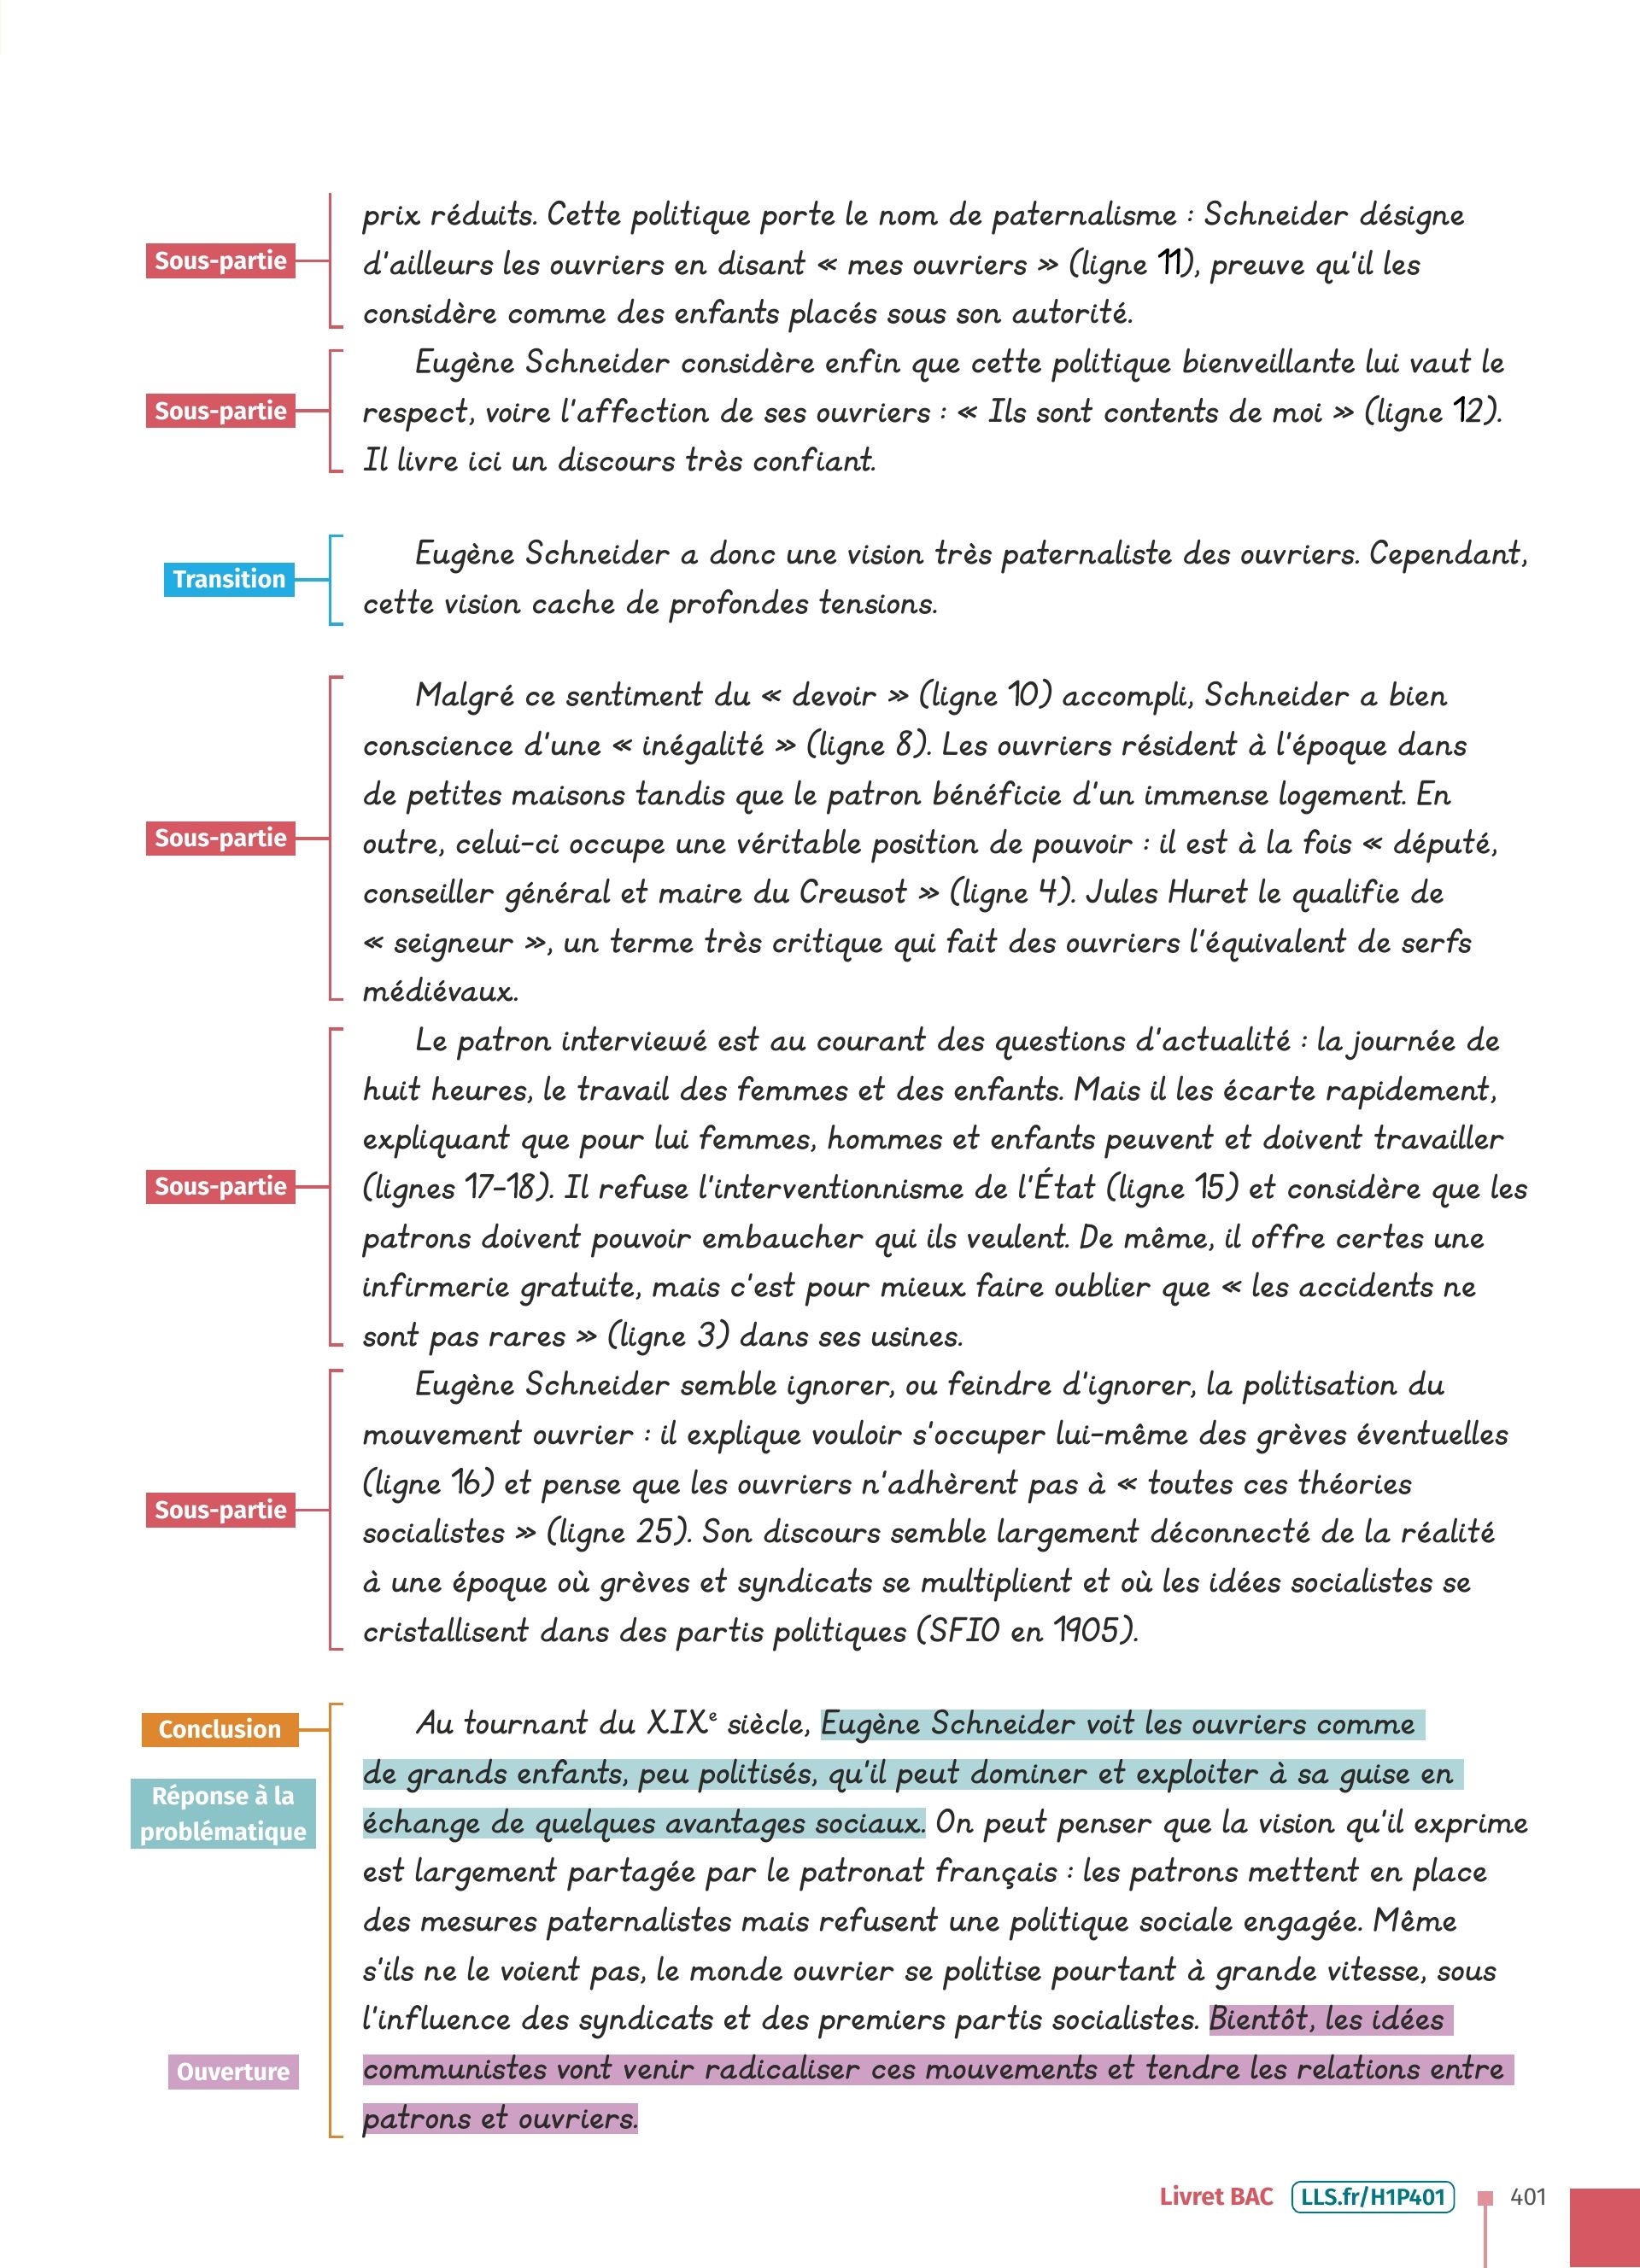 prix réduits. Cette politique porte le nom de paternalisme : Schneider désigne
Sous-partie
d'ailleurs les ouvriers en disant « mes ouvriers » (ligne 11), preuve qu'il les
considère comme des enfants placés sous son autorité.
Eugène Schneider considère enfin que cette politique bienveillante lui vaut le
Sous-partie
respect, voire l'affection de ses ouvriers : « Ils sont contents de moi » (ligne 12).
Il livre ici un discours très confiant.
Eugène Schneider a donc une vision très paternaliste des ouvriers. Cependant,
Transition
cette vision cache de profondes tensions.
Malgré ce sentiment du « devoir » (ligne 10) accompli, Schneider a bien
conscience d'une « inégalité » (ligne 8). Les ouvriers résident à l'époque dans
de petites maisons tandis que le patron bénéficie d'un immense logement. En
Sous-partie
outre, celui-ci occupe une véritable position de pouvoir : il est à la fois « député,
conseiller général et maire du Creusot » (ligne 4). Jules Huret le qualifie de
« seigneur », un terme très critique qui fait des ouvriers l'équivalent de serfs
médiévaux.
Le patron interviewé est au courant des questions d'actualité : la journée de
huit heures, le travail des femmes et des enfants. Mais il les écarte rapidement,
expliquant que pour lui femmes, hommes et enfants peuvent et doivent travailler
Sous-partie
(lignes 17-18). Il refuse l'interventionnisme de l'État (ligne 15) et considère que les
patrons doivent pouvoir embaucher qui ils veulent. De même, il offre certes une
infirmerie gratuite, mais c'est pour mieux faire oublier que « les accidents ne
sont pas rares » (ligne 3) dans ses usines.
Eugène Schneider semble ignorer, ou feindre d'ignorer, la politisation du
mouvement ouvrier : il explique vouloir s'occuper lui-même des grèves éventuelles
(ligne 16) et pense que les ouvriers n'adhèrent pas à « toutes ces théories
Sous-partie
socialistes » (ligne 25). Son discours semble largement déconnecté de la réalité
à une époque où grèves et syndicats se multiplient et où les idées socialistes se
cristallisent dans des partis politiques (SFIO en 1905).
Conclusion
Au tournant du XIXe siècle, Eugène Schneider voit les ouvriers comme
de grands enfants, peu politisés, qu'il peut dominer et exploiter à sa guise en
Réponse à la
problématique
échange de quelques avantages sociaux. On peut penser que la vision qu'il exprime
est largement partagée par le patronat français : les patrons mettent en place
des mesures paternalistes mais refusent une politique sociale engagée. Même
s'ils ne le voient pas, le monde ouvrier se politise pourtant à grande vitesse, sous
l'influence des syndicats et des premiers partis socialistes. Bientôt, les idées
Ouverture
communistes vont venir radicaliser ces mouvements et tendre les relations entre
patrons et ouvriers.
Livret BAC LLS.fr/H1P401 401